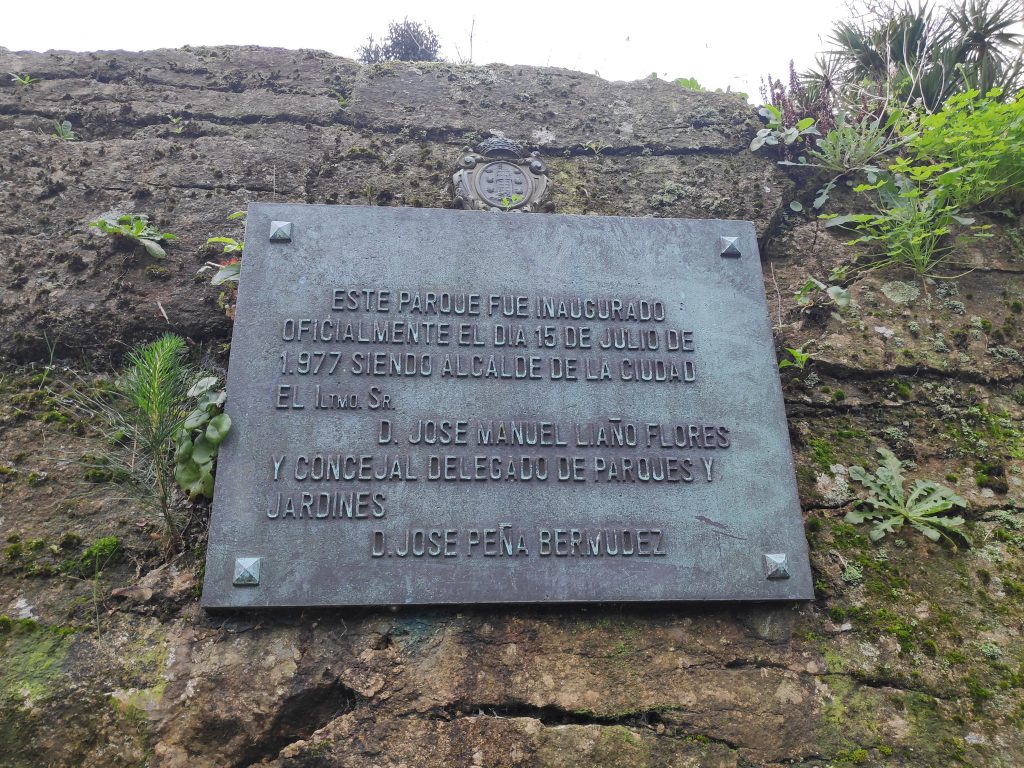 ESTE PARQUE FUE INAUGURADO
OFICIALMENTE EL DIA 15 DE JULIO DE
1.977 SIENDO ALCALDE DE LA CIUDAD
EL ILTMO. SR.
D. JOSE MANUEL LIAÑO FLORES
Y CONCEJAL DELEGADO DE PARQUES Y
JARDINES
D. JOSE PEÑA BERMUDEZ